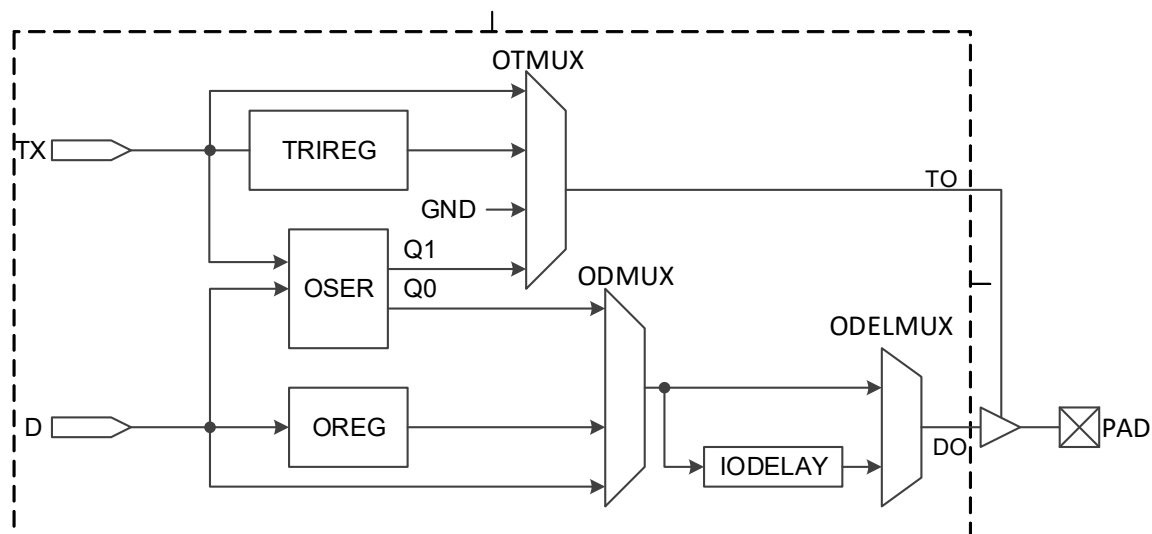 OTMUX
TX
TRIREG
TO
GND
Q1
OSER
Q0
ODMUX
ODELMUX
D
OREG
DO
PAD
IODELAY